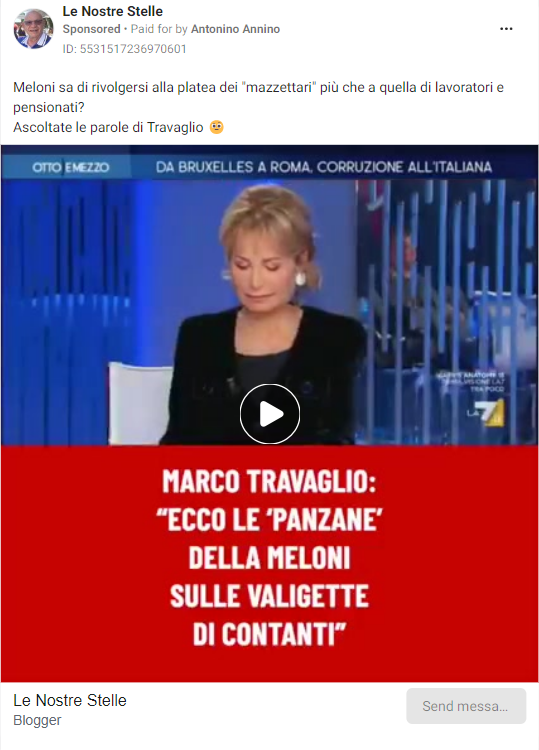 Le Nostre Stelle
Sponsored • Paid for by Antonino Annino
ID: 5531517236970601
Meloni sa di rivolgersi alla platea dei "mazzettari" più che a quella di lavoratori e
pensionati?
Ascoltate le parole di Travaglio
OTTO E MEZZO
DA BRUXELLES A ROMA, CORRUZIONE ALL'ITALIANA
TRA POCO
LA7
MARCO TRAVAGLIO:
“ECCO LE ‘PANZANE’
DELLA MELONI
SULLE VALIGETTE
DI CONTANTI”
Le Nostre Stelle
Blogger
Send messa...